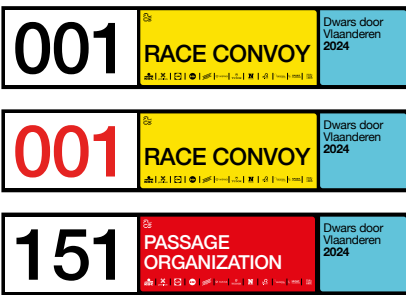 001
RACE CONVOY
Dwars door
Vlaanderen
2024
001
RACE CONVOY
Dwars door
Vlaanderen
2024
151
PASSAGE
ORGANIZATION
Dwars door
Vlaanderen
2024